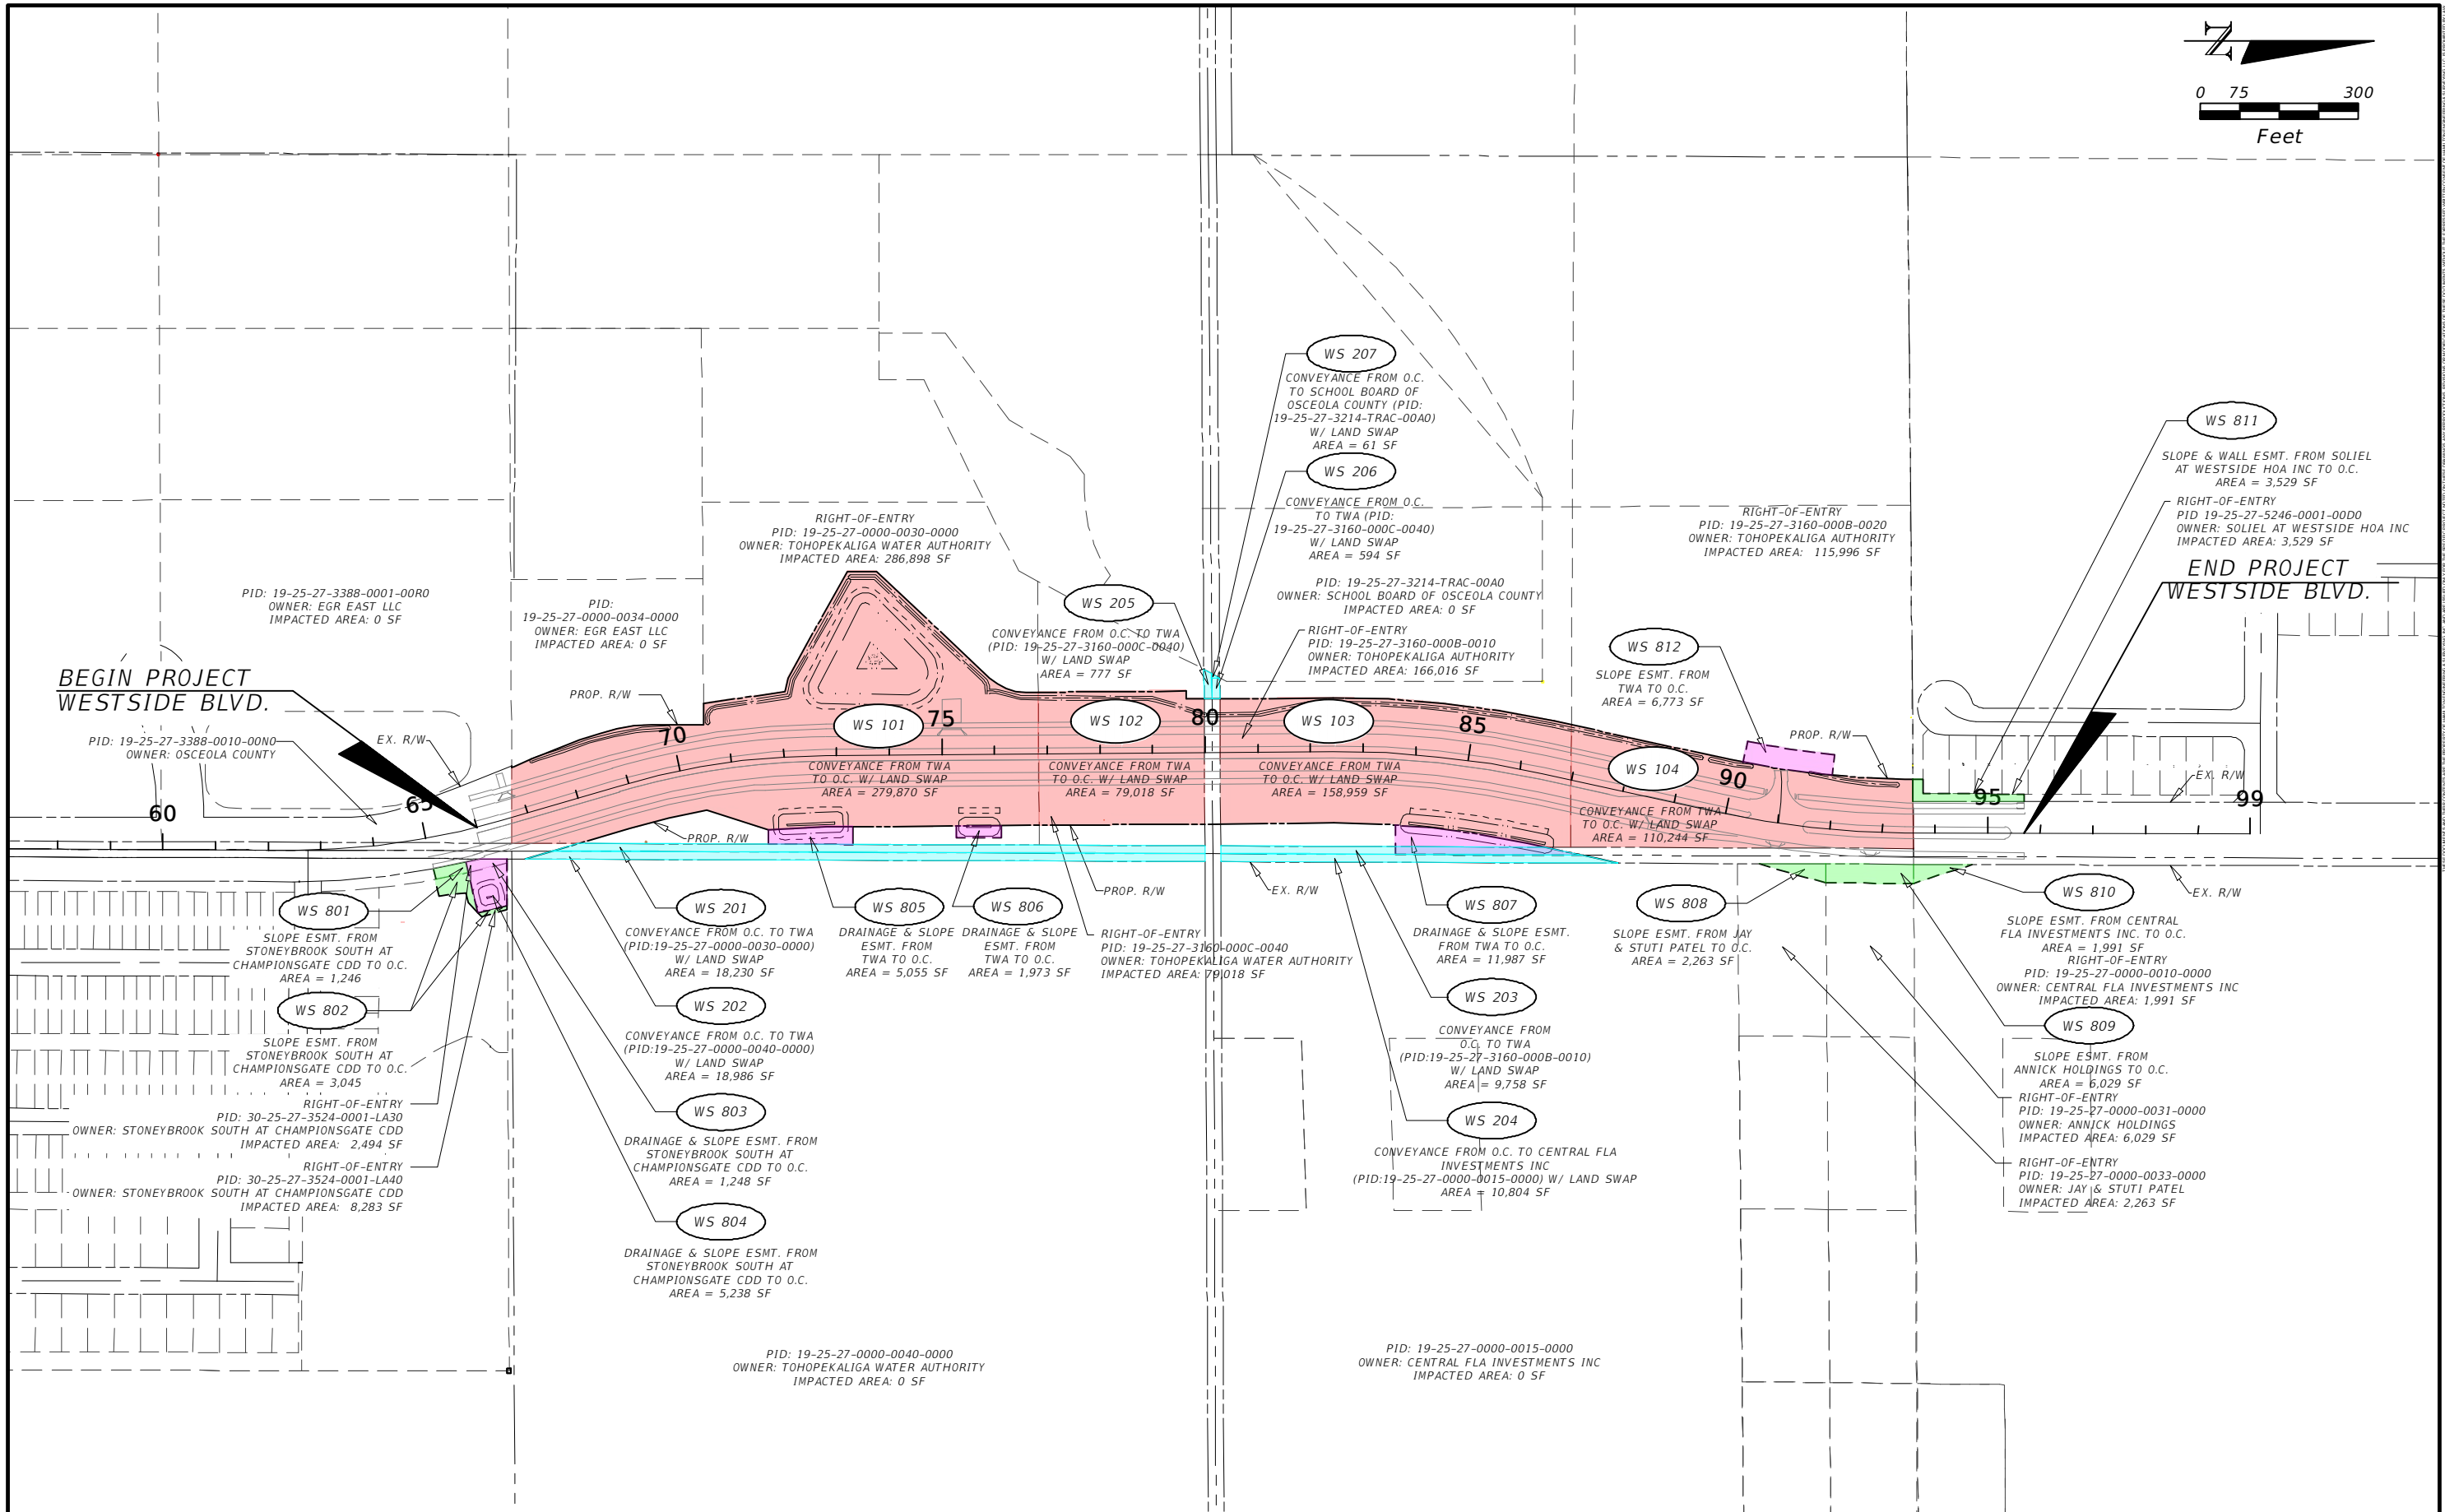 N
0 75 300
Feet
WS 207
CONVEYANCE FROM O.C.
TO SCHOOL BOARD OF
OSCEOLA COUNTY (PID:
19-25-27-3214-TRAC-00A0)
W/ LAND SWAP
AREA = 61 SF
WS 206
CONVEYANCE FROM O.C.
TO TWA (PID:
19-25-27-3160-000C-0040)
W/ LAND SWAP
AREA = 594 SF
WS 811
SLOPE & WALL ESMT. FROM SOLIEL
AT WESTSIDE HOA INC TO O.C.
AREA = 3,529 SF
RIGHT-OF-ENTRY
PID 19-25-27-5246-0001-00D0
OWNER: SOLIEL AT WESTSIDE HOA INC
IMPACTED AREA: 3,529 SF
END PROJECT
WESTSIDE BLVD.
RIGHT-OF-ENTRY
PID: 19-25-27-0000-0030-0000
OWNER: TOHOPEKALIGA WATER AUTHORITY
IMPACTED AREA: 286,898 SF
RIGHT-OF-ENTRY
PID: 19-25-27-3160-000B-0020
OWNER: TOHOPEKALIGA AUTHORITY
IMPACTED AREA: 115,996 SF
PID: 19-25-27-3388-0001-00R0
OWNER: EGR EAST LLC
IMPACTED AREA: 0 SF
PID:
19-25-27-0000-0034-0000
OWNER: EGR EAST LLC
IMPACTED AREA: 0 SF
PID: 19-25-27-3214-TRAC-00A0
OWNER: SCHOOL BOARD OF OSCEOLA COUNTY
IMPACTED AREA: 0 SF
WS 205
CONVEYANCE FROM O.C. TO TWA
(PID: 19-25-27-3160-000C-0040)
W/ LAND SWAP
AREA = 777 SF
RIGHT-OF-ENTRY
PID: 19-25-27-3160-000B-0010
OWNER: TOHOPEKALIGA AUTHORITY
IMPACTED AREA: 166,016 SF
WS 812
SLOPE ESMT. FROM
TWA TO O.C.
AREA = 6,773 SF
BEGIN PROJECT
WESTSIDE BLVD.
PROP. R/W
PID: 19-25-27-3388-0010-00N0
OWNER: OSCEOLA COUNTY
EX. R/W
PROP. R/W
EX. R/W
60
65
70
75
80
85
90
95
99
WS 101
CONVEYANCE FROM TWA
TO O.C. W/ LAND SWAP
AREA = 279,870 SF
WS 102
CONVEYANCE FROM TWA
TO O.C. W/ LAND SWAP
AREA = 79,018 SF
WS 103
CONVEYANCE FROM TWA
TO O.C. W/ LAND SWAP
AREA = 158,959 SF
WS 104
CONVEYANCE FROM TWA
TO O.C. W/ LAND SWAP
AREA = 110,244 SF
PROP. R/W
PROP. R/W
EX. R/W
EX. R/W
WS 801
SLOPE ESMT. FROM
STONEYBROOK SOUTH AT
CHAMPIONSGATE CDD TO O.C.
AREA = 1,246
WS 802
SLOPE ESMT. FROM
STONEYBROOK SOUTH AT
CHAMPIONSGATE CDD TO O.C.
AREA = 3,045
RIGHT-OF-ENTRY
PID: 30-25-27-3524-0001-LA30
OWNER: STONEYBROOK SOUTH AT CHAMPIONSGATE CDD
IMPACTED AREA: 2,494 SF
RIGHT-OF-ENTRY
PID: 30-25-27-3524-0001-LA40
OWNER: STONEYBROOK SOUTH AT CHAMPIONSGATE CDD
IMPACTED AREA: 8,283 SF
WS 201
CONVEYANCE FROM O.C. TO TWA
(PID:19-25-27-0000-0030-0000)
W/ LAND SWAP
AREA = 18,230 SF
WS 202
CONVEYANCE FROM O.C. TO TWA
(PID:19-25-27-0000-0040-0000)
W/ LAND SWAP
AREA = 18,986 SF
WS 803
DRAINAGE & SLOPE ESMT. FROM
STONEYBROOK SOUTH AT
CHAMPIONSGATE CDD TO O.C.
AREA = 1,248 SF
WS 804
DRAINAGE & SLOPE ESMT. FROM
STONEYBROOK SOUTH AT
CHAMPIONSGATE CDD TO O.C.
AREA = 5,238 SF
WS 805
DRAINAGE & SLOPE
ESMT. FROM
TWA TO O.C.
AREA = 5,055 SF
WS 806
DRAINAGE & SLOPE
ESMT. FROM
TWA TO O.C.
AREA = 1,973 SF
RIGHT-OF-ENTRY
PID: 19-25-27-3160-000C-0040
OWNER: TOHOPEKALIGA WATER AUTHORITY
IMPACTED AREA: 79,018 SF
WS 807
DRAINAGE & SLOPE ESMT.
FROM TWA TO O.C.
AREA = 11,987 SF
WS 203
CONVEYANCE FROM
O.C. TO TWA
(PID:19-25-27-3160-000B-0010)
W/ LAND SWAP
AREA = 9,758 SF
WS 204
CONVEYANCE FROM O.C. TO CENTRAL FLA
INVESTMENTS INC
(PID:19-25-27-0000-0015-0000) W/ LAND SWAP
AREA = 10,804 SF
WS 808
SLOPE ESMT. FROM JAY
& STUTI PATEL TO O.C.
AREA = 2,263 SF
WS 810
SLOPE ESMT. FROM CENTRAL
FLA INVESTMENTS INC. TO O.C.
AREA = 1,991 SF
RIGHT-OF-ENTRY
PID: 19-25-27-0000-0010-0000
OWNER: CENTRAL FLA INVESTMENTS INC
IMPACTED AREA: 1,991 SF
WS 809
SLOPE ESMT. FROM
ANNICK HOLDINGS TO O.C.
AREA = 6,029 SF
RIGHT-OF-ENTRY
PID: 19-25-27-0000-0031-0000
OWNER: ANNICK HOLDINGS
IMPACTED AREA: 6,029 SF
RIGHT-OF-ENTRY
PID: 19-25-27-0000-0033-0000
OWNER: JAY & STUTI PATEL
IMPACTED AREA: 2,263 SF
PID: 19-25-27-0000-0040-0000
OWNER: TOHOPEKALIGA WATER AUTHORITY
IMPACTED AREA: 0 SF
PID: 19-25-27-0000-0015-0000
OWNER: CENTRAL FLA INVESTMENTS INC
IMPACTED AREA: 0 SF